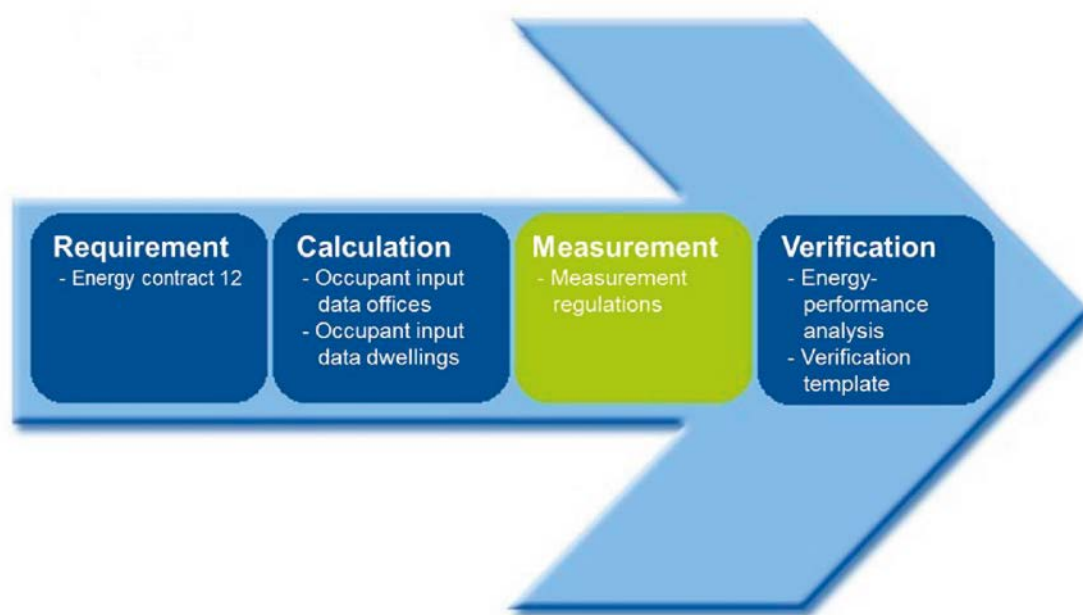 Requirement
- Energy contract 12
Calculation
- Occupant input
data offices
- Occupant input
data dwellings
Measurement
- Measurement
regulations
Verification
- Energy-
performance
analysis
- Verification
template